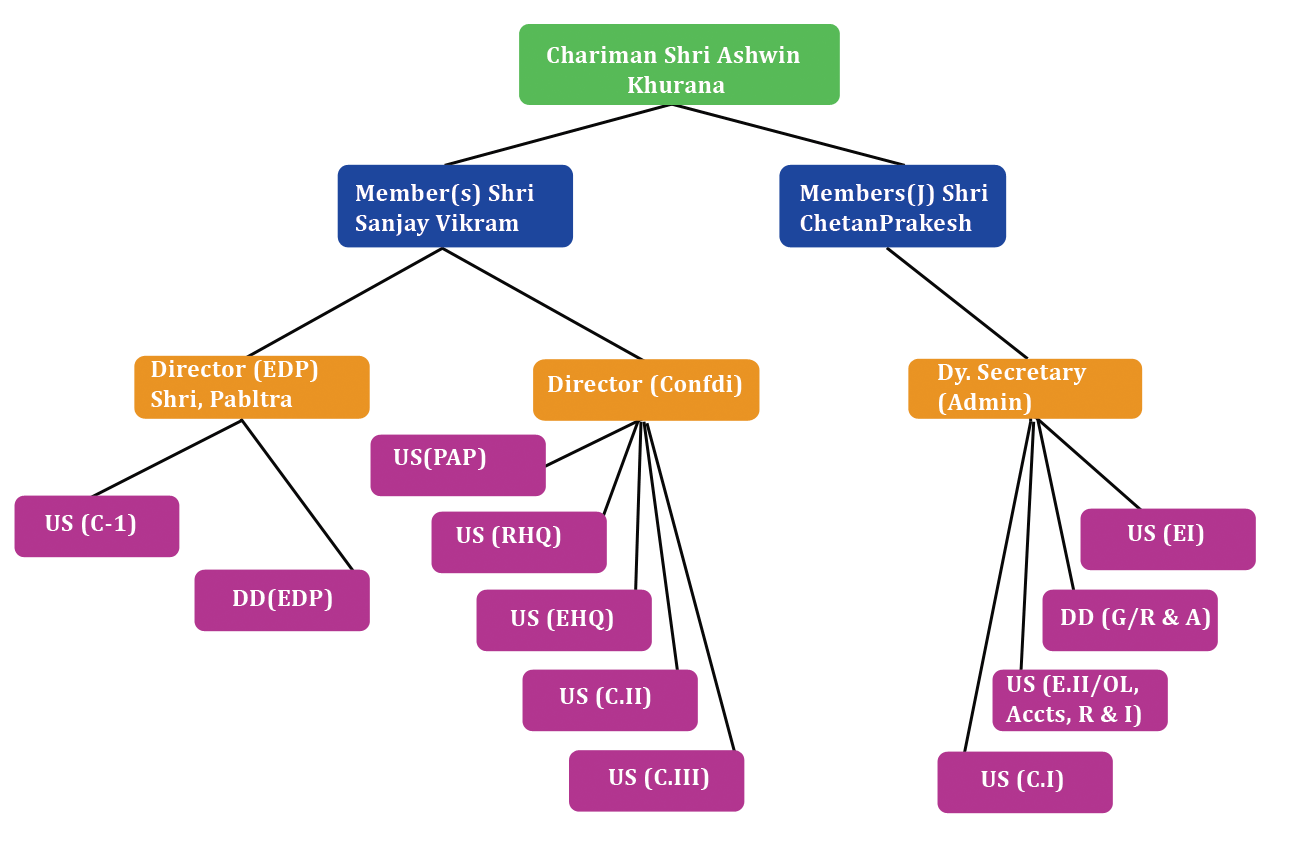 Chariman Shri Ashwin
Khurana
Member(s) Shri
Sanjay Vikram
Members(J) Shri
ChetanPrakesh
Director (EDP)
Shri, Pabltra
Director (Confdi)
Dy. Secretary
(Admin)
US (C-1)
DD(EDP)
US(PAP)
US (RHQ)
US (EHQ)
US (C.II)
US (C.III)
US (EI)
DD (G/R & A)
US (E.II/OL,
Accts, R & I)
US (C.I)